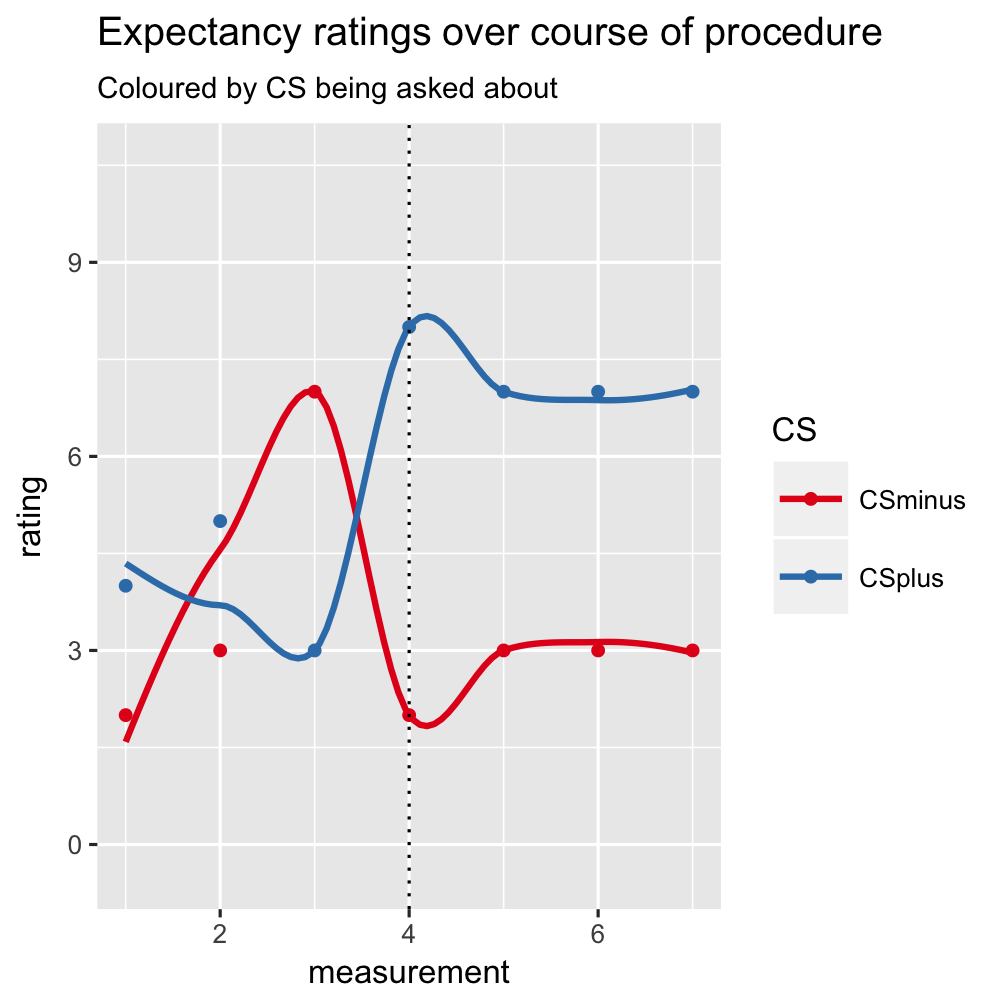 Expectancy ratings over course of procedure
Coloured by CS being asked about
9
6
3
0
rating
2 4 6
measurement
CS
CSminus
CSplus